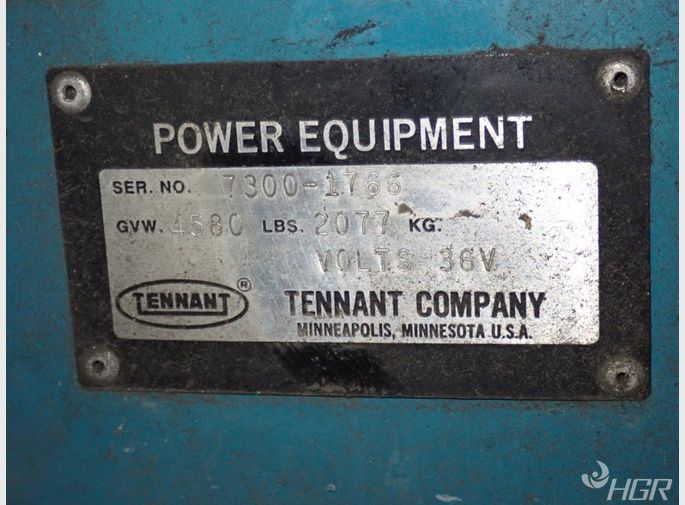 POWER EQUIPMENT
SER. NO. 7300-1766
GVW. 4580 LBS. 2077 KG.
VOLTS 36V
TENNANT ®
TENNANT COMPANY
MINNEAPOLIS, MINNESOTA U.S.A.
HGR